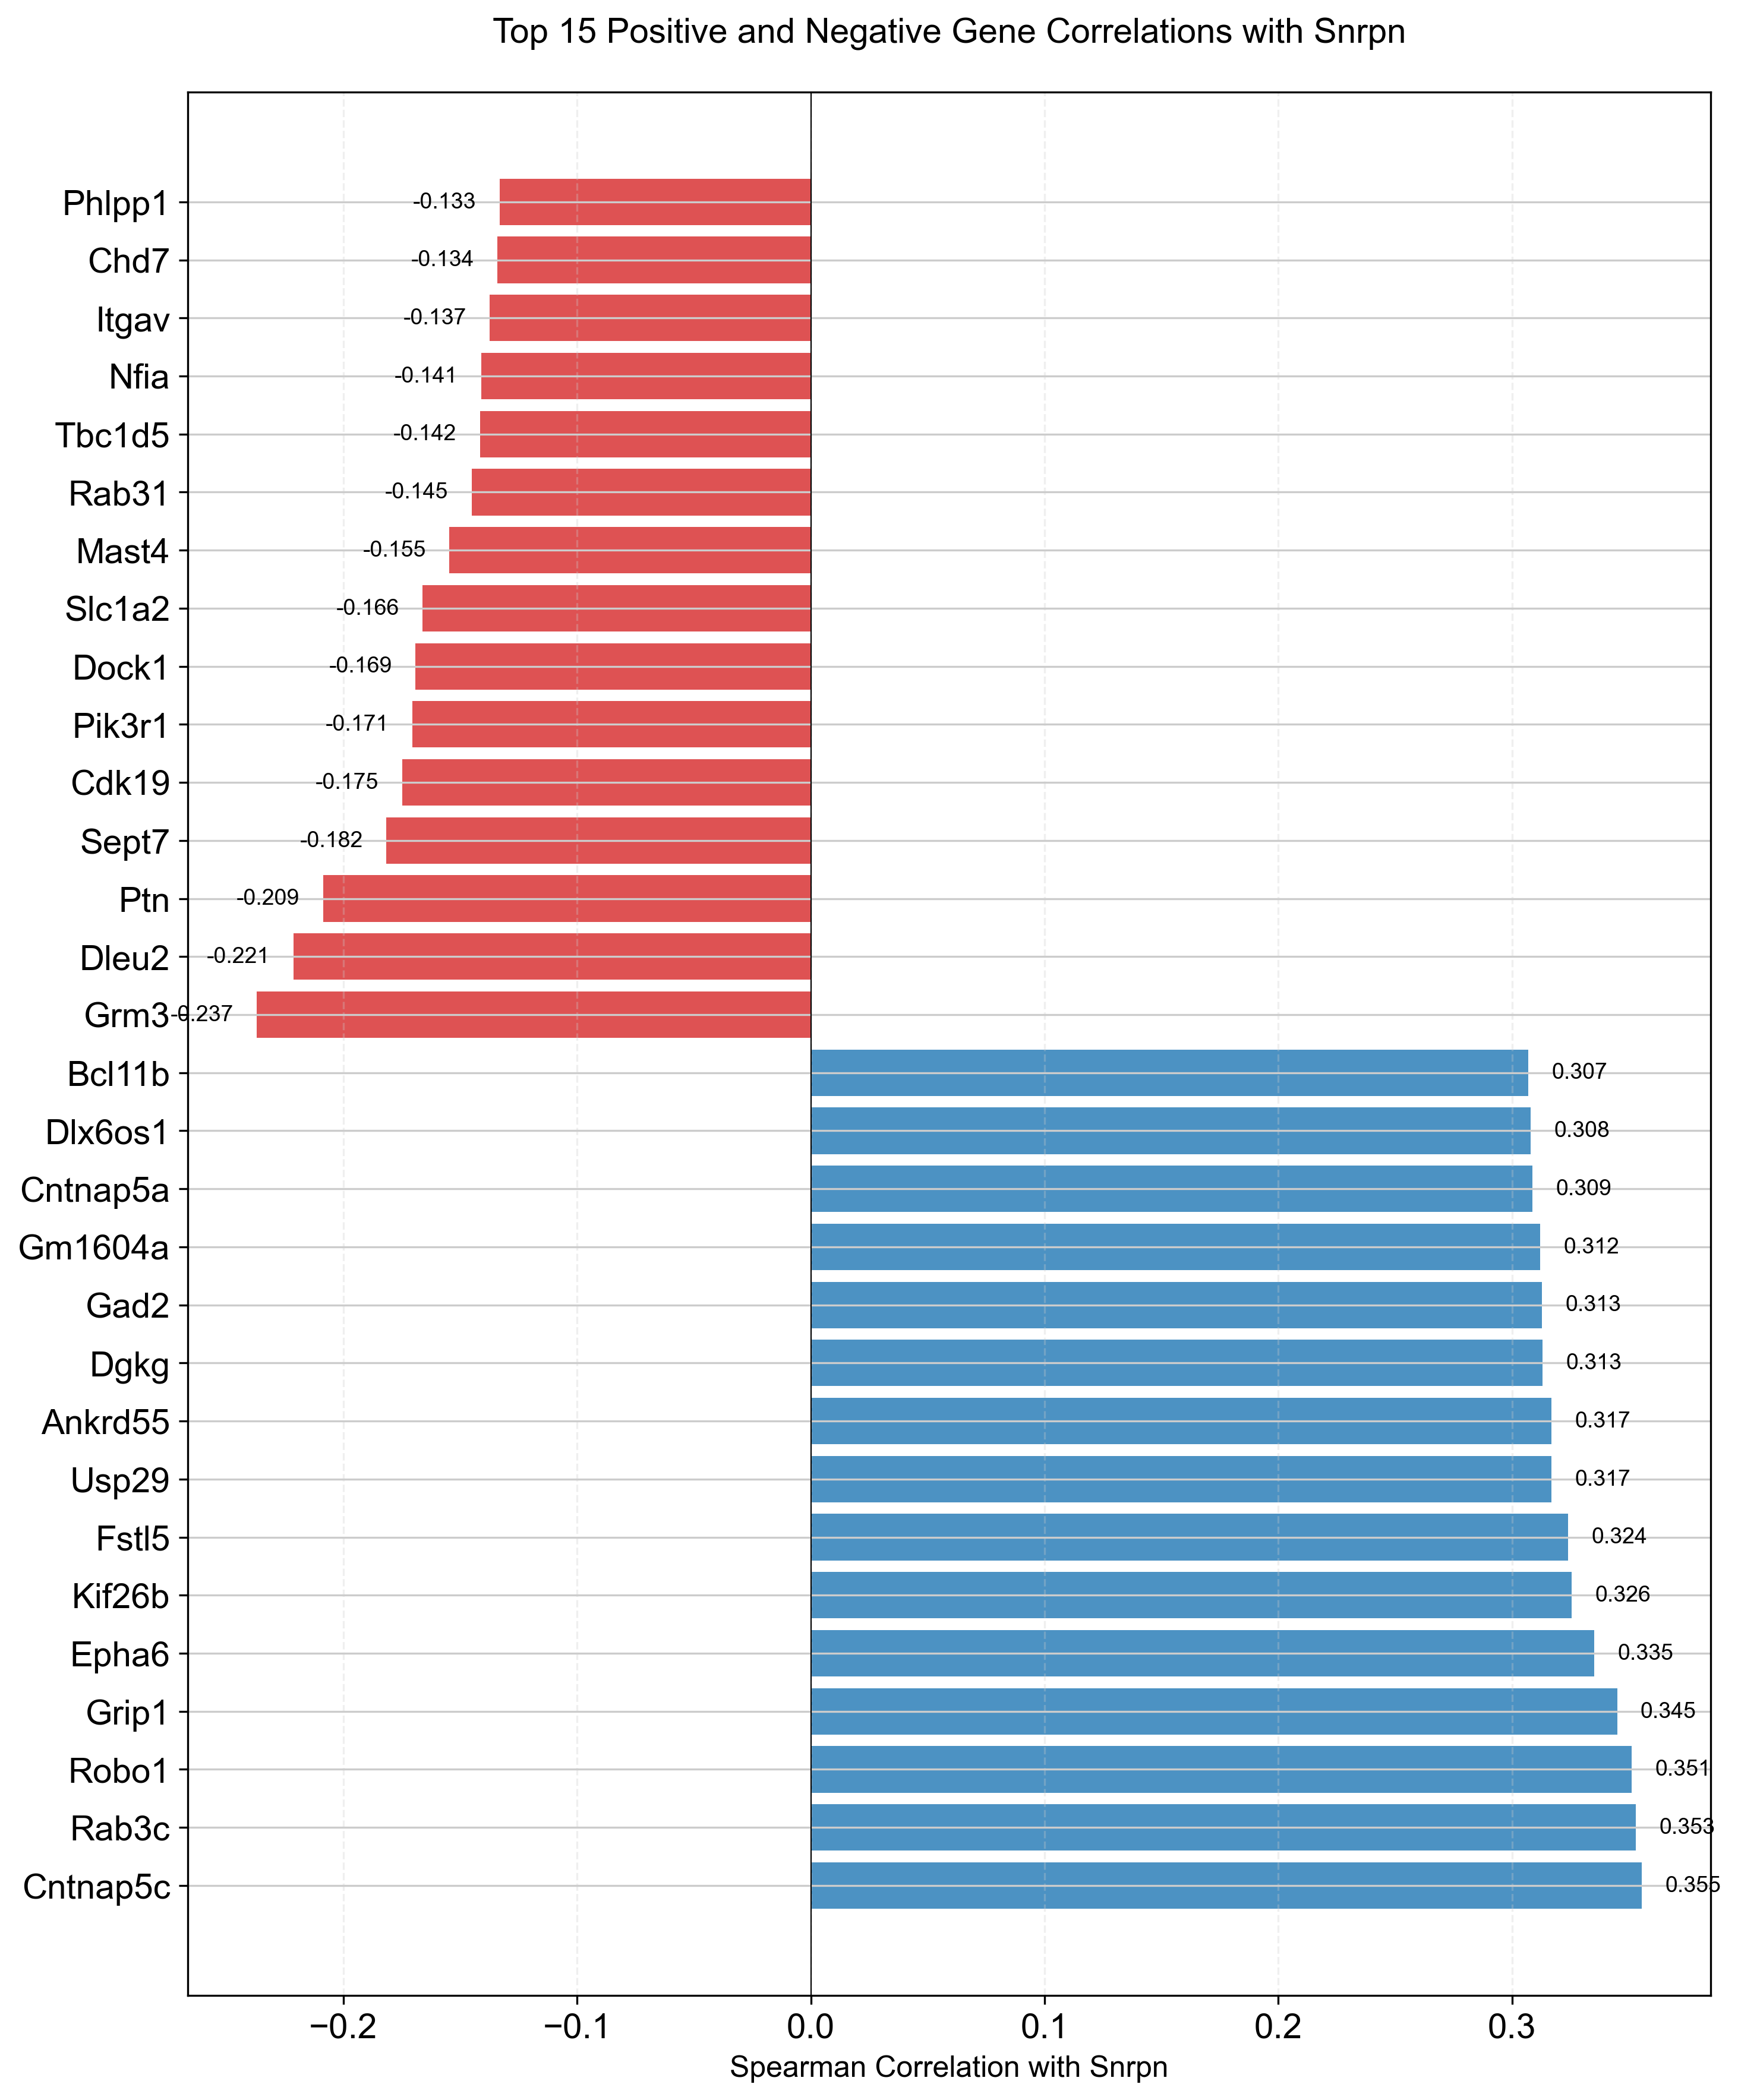 Top 15 Positive and Negative Gene Correlations with Snrpn
Phlpp1 -0.133
Chd7 -0.134
Itgav -0.137
Nfia -0.141
Tbc1d5 -0.142
Rab31 -0.145
Mast4 -0.155
Slc1a2 -0.166
Dock1 -0.169
Pik3r1 -0.171
Cdk19 -0.175
Sept7 -0.182
Ptn -0.209
Dleu2 -0.221
Grm3 -0.237
Bcl11b 0.307
Dlx6os1 0.308
Cntnap5a 0.309
Gm1604a 0.312
Gad2 0.313
Dgkg 0.313
Ankrd55 0.317
Usp29 0.317
Fstl5 0.324
Kif26b 0.326
Epha6 0.335
Grip1 0.345
Robo1 0.351
Rab3c 0.353
Cntnap5c 0.355
−0.2 −0.1 0.0 0.1 0.2 0.3
Spearman Correlation with Snrpn